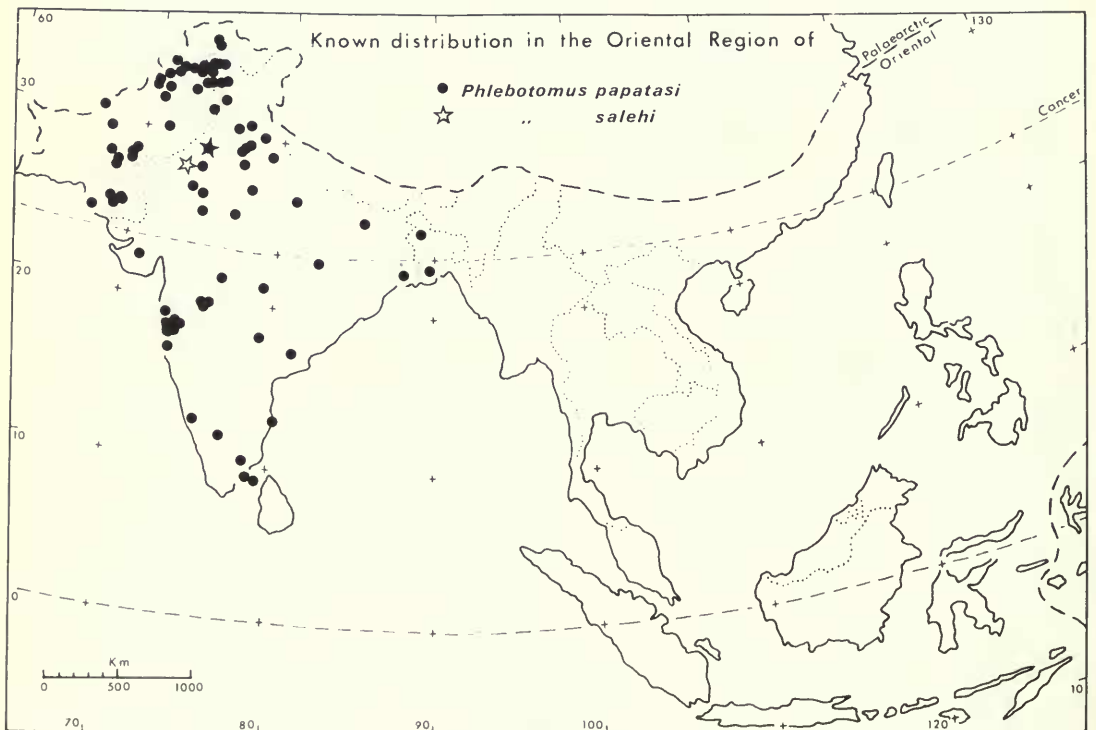 60
130
Known distribution in the Oriental Region of
Palaearctic
Oriental
● Phlebotomus papatasi
☆ „ salehi
30
Cancer
20
10
0
Km
0 500 1000
10
70
80
90
100
120